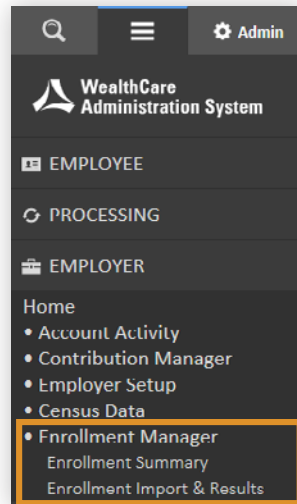 Admin
WealthCare
Administration System
EMPLOYEE
PROCESSING
EMPLOYER
Home
• Account Activity
• Contribution Manager
• Employer Setup
• Census Data
• Enrollment Manager
Enrollment Summary
Enrollment Import & Results